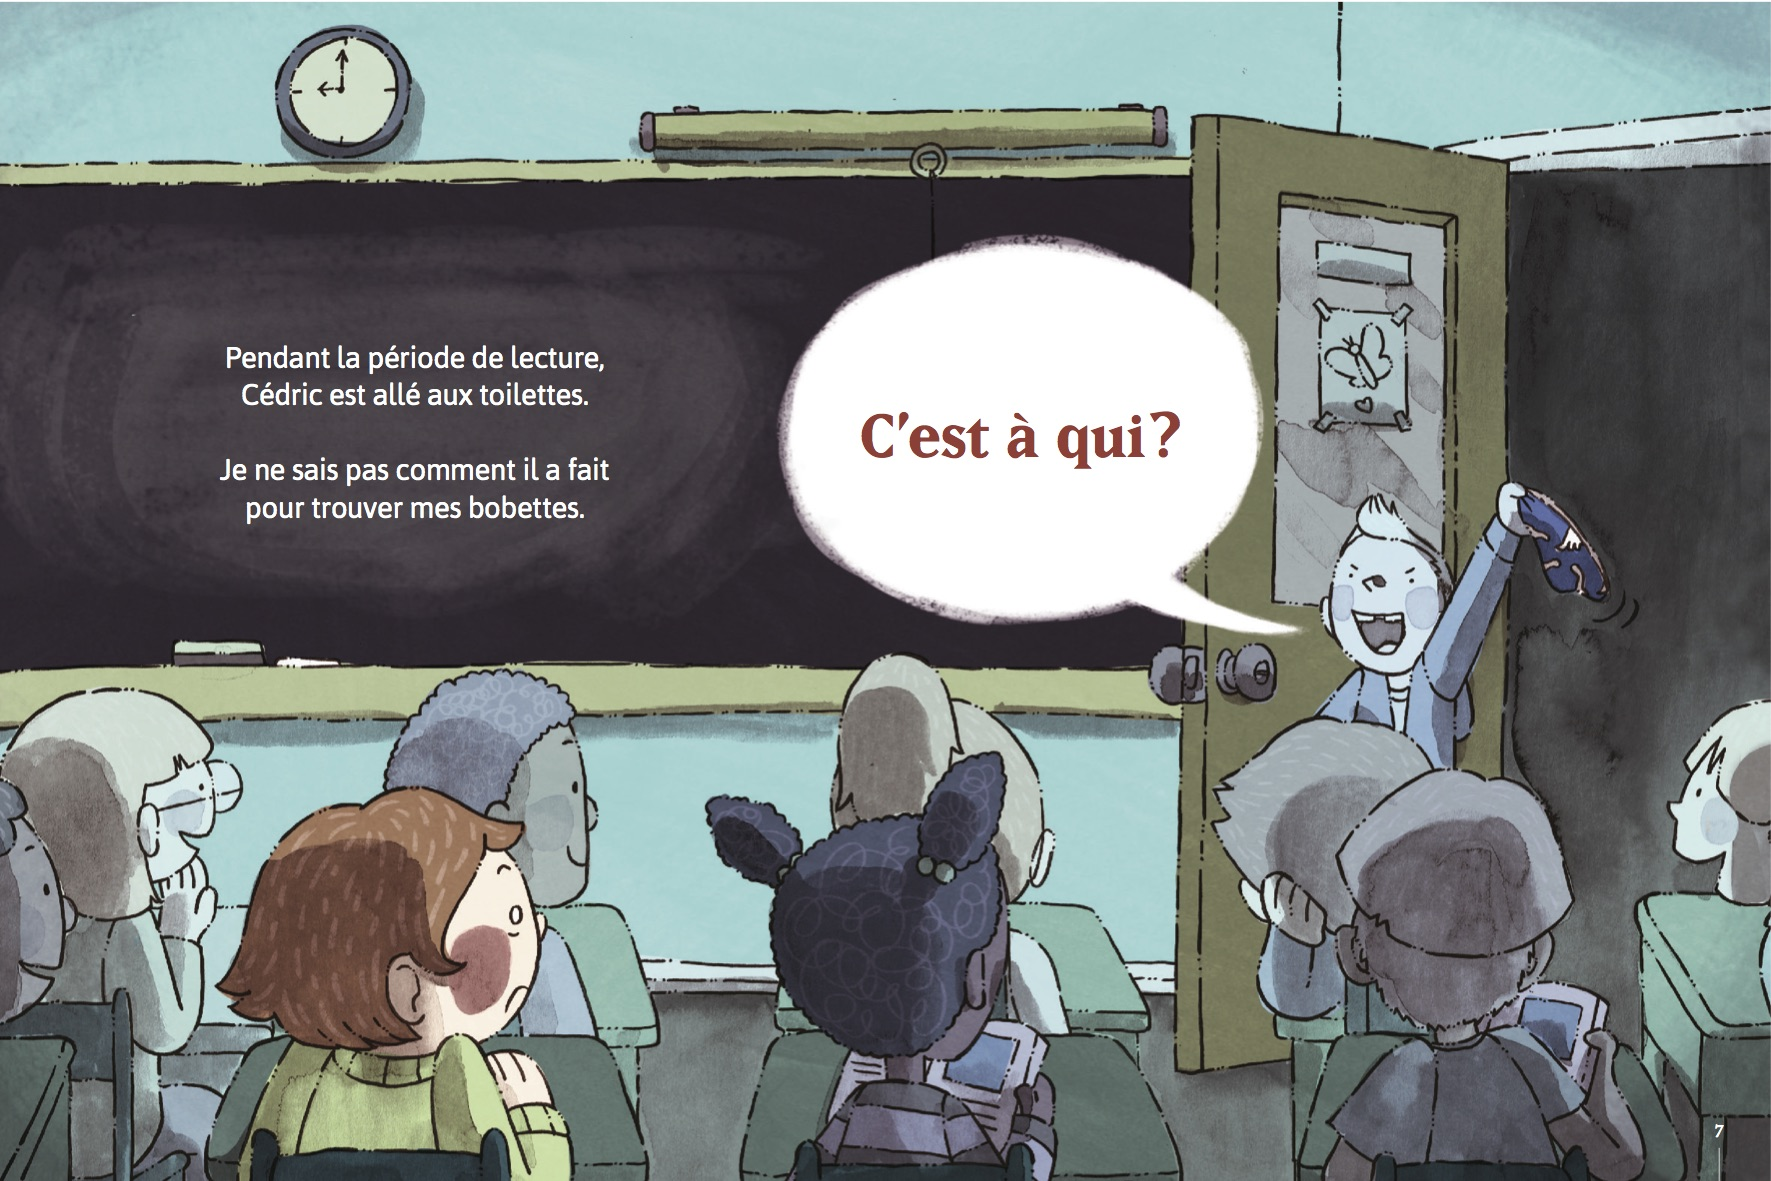 Pendant la période de lecture,
Cédric est allé aux toilettes.
Je ne sais pas comment il a fait
pour trouver mes bobettes.
C'est à qui?
7